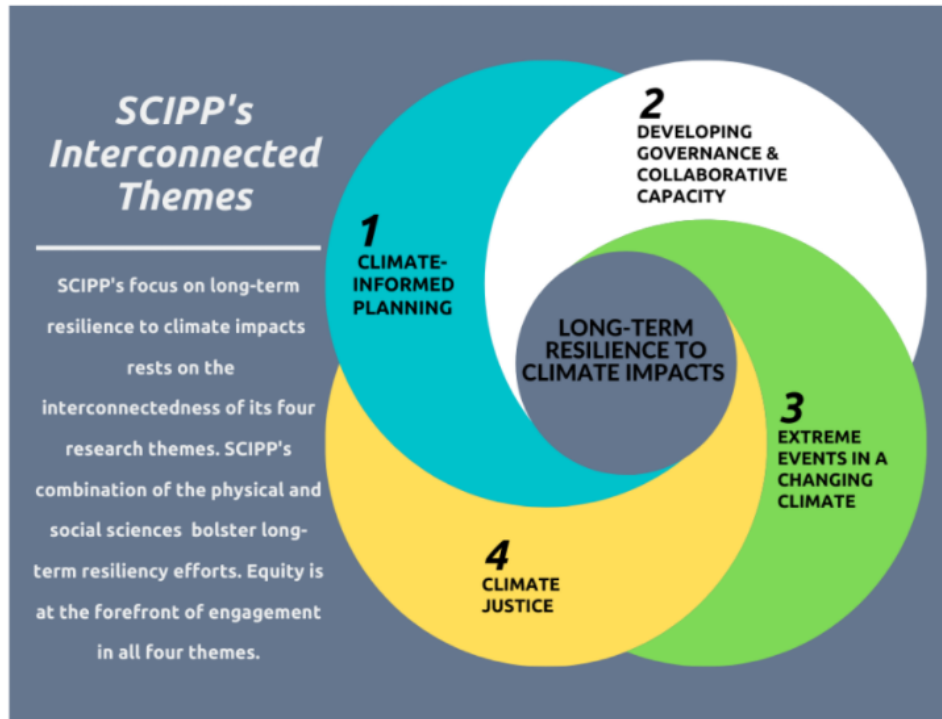 SCIPP's
Interconnected
Themes
SCIPP's focus on long-term
resilience to climate impacts
rests on the
interconnectedness of its four
research themes. SCIPP's
combination of the physical and
social sciences bolster long-
term resiliency efforts. Equity is
at the forefront of engagement
in all four themes.
1
CLIMATE-
INFORMED
PLANNING
2
DEVELOPING
GOVERNANCE &
COLLABORATIVE
CAPACITY
LONG-TERM
RESILIENCE TO
CLIMATE IMPACTS
3
EXTREME
EVENTS IN A
CHANGING
CLIMATE
4
CLIMATE
JUSTICE